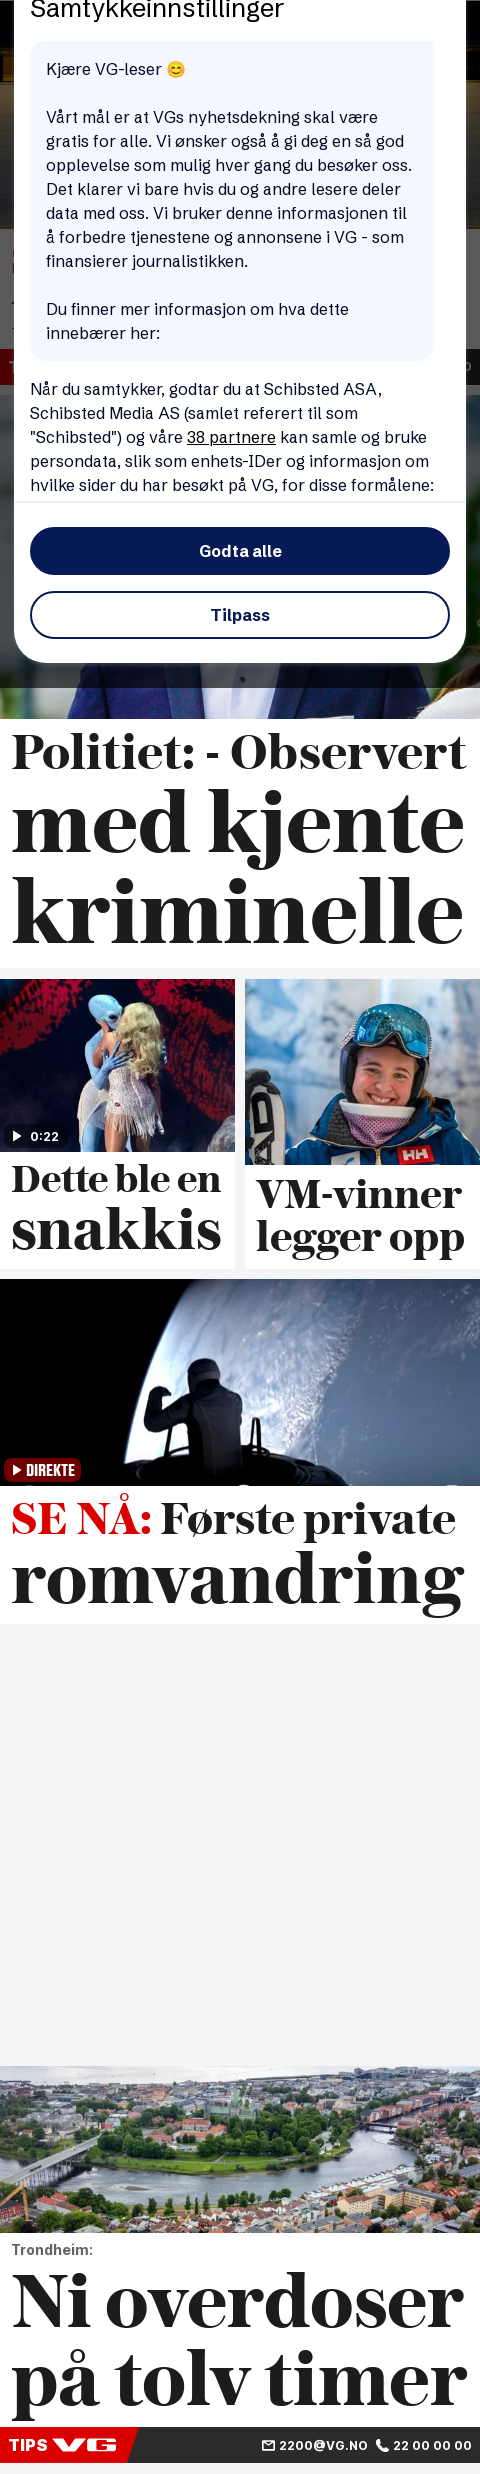 Samtykkeinnstillinger
Kjære VG-leser 😊
Vårt mål er at VGs nyhetsdekning skal være
gratis for alle. Vi ønsker også å gi deg en så god
opplevelse som mulig hver gang du besøker oss.
Det klarer vi bare hvis du og andre lesere deler
data med oss. Vi bruker denne informasjonen til
å forbedre tjenestene og annonsene i VG - som
finansierer journalistikken.
Du finner mer informasjon om hva dette
innebærer her:
Når du samtykker, godtar du at Schibsted ASA,
Schibsted Media AS (samlet referert til som
"Schibsted") og våre 38 partnere kan samle og bruke
persondata, slik som enhets-IDer og informasjon om
hvilke sider du har besøkt på VG, for disse formålene:
Godta alle
Tilpass
Politiet: - Observert
med kjente
kriminelle
0:22
Dette ble en
snakkis
HEAD
HH
VM-vinner
legger opp
DIREKTE
SE NÅ: Første private
romvandring
Trondheim:
Ni overdoser
på tolv timer
TIPS VG 2200@VG.NO 22 00 00 00